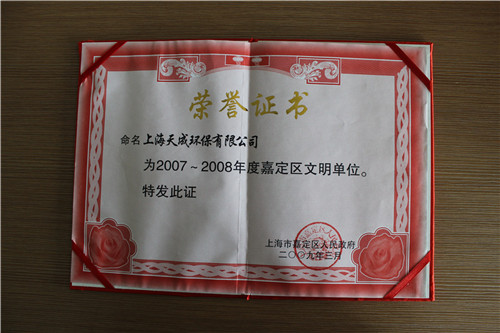 荣誉证书
命名上海天成环保有限公司
为2007~2008年度嘉定区文明单位。
特发此证
上海市嘉定区人民政府
二〇〇九年三月